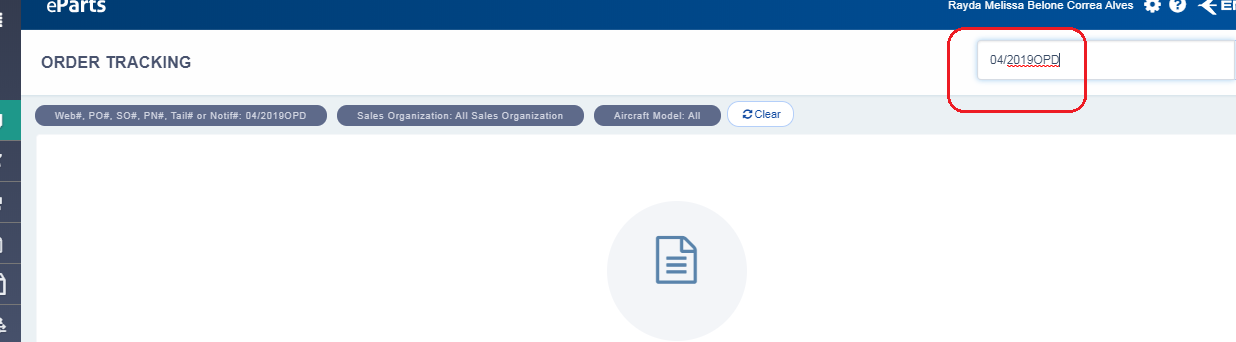 eParts
Rayda Melissa Belone Correa Alves
ORDER TRACKING
04/2019OPD
Web#, PO#, SO#, PN#, Tail# or Notif#: 04/2019OPD
Sales Organization: All Sales Organization
Aircraft Model: All
Clear